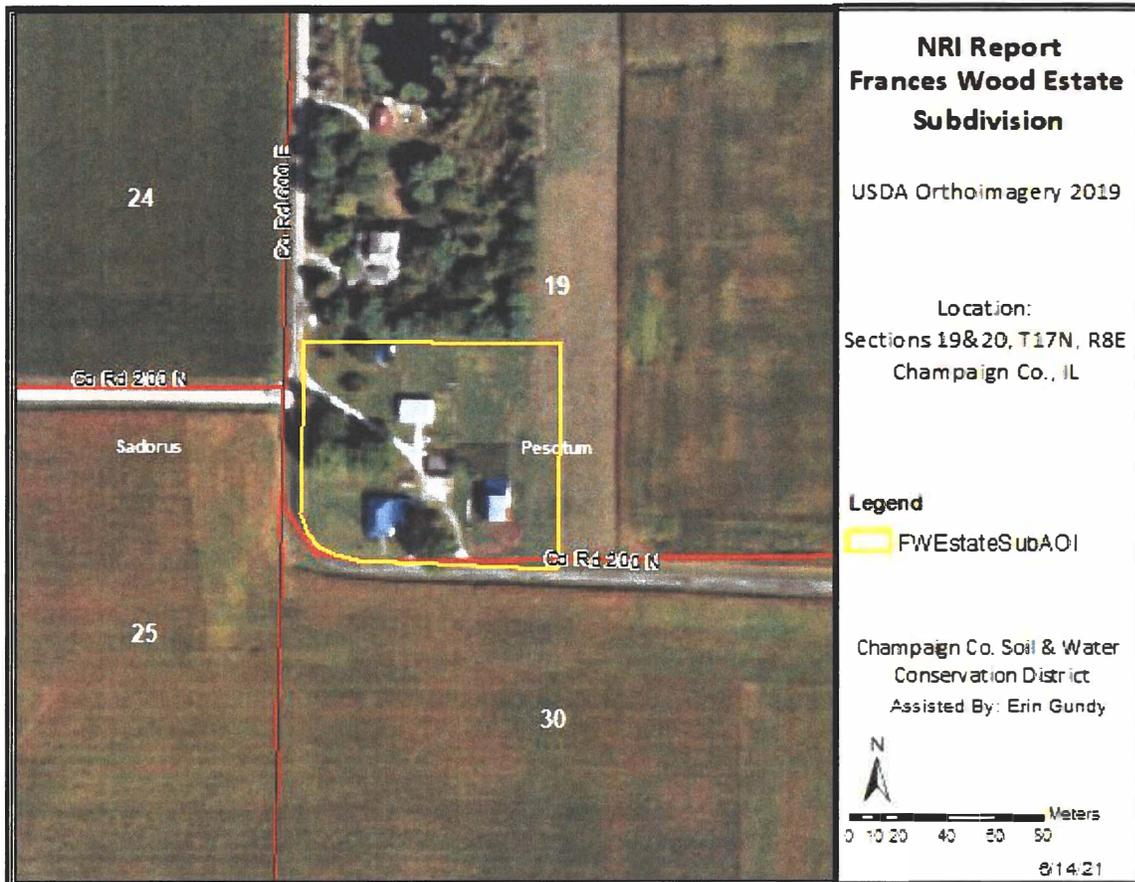 NRI Report
Frances Wood Estate
Subdivision
USDA Orthoimagery 2019
Location:
Sections 19&20, T17N, R8E
Champaign Co., IL
Legend
FWEstateSubAOI
Champaign Co. Soil & Water
Conservation District
Assisted By: Erin Gundy
N
Meters
0 10 20 40 60 80
6/14/21
24
Co Rd 600 E
19
Co Rd 200 N
Sadorus
Pesotum
Co Rd 200 N
25
30